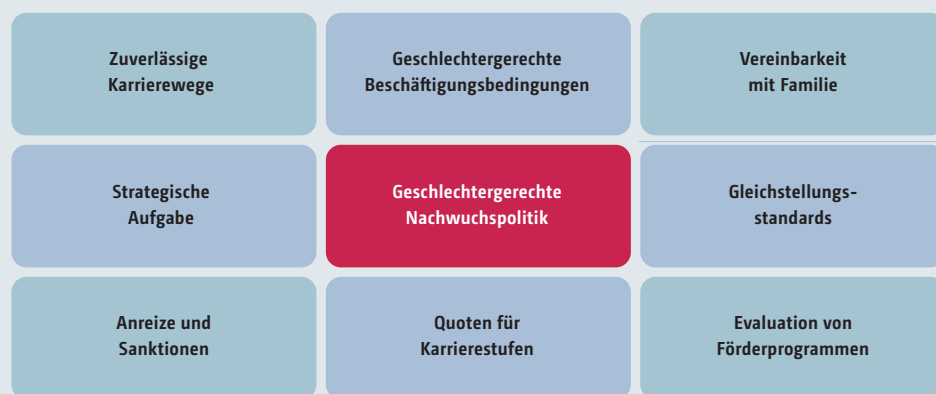 Zuverlässige
Karrierewege
Geschlechtergerechte
Beschäftigungsbedingungen
Vereinbarkeit
mit Familie
Strategische
Aufgabe
Geschlechtergerechte
Nachwuchspolitik
Gleichstellungs-
standards
Anreize und
Sanktionen
Quoten für
Karrierestufen
Evaluation von
Förderprogrammen